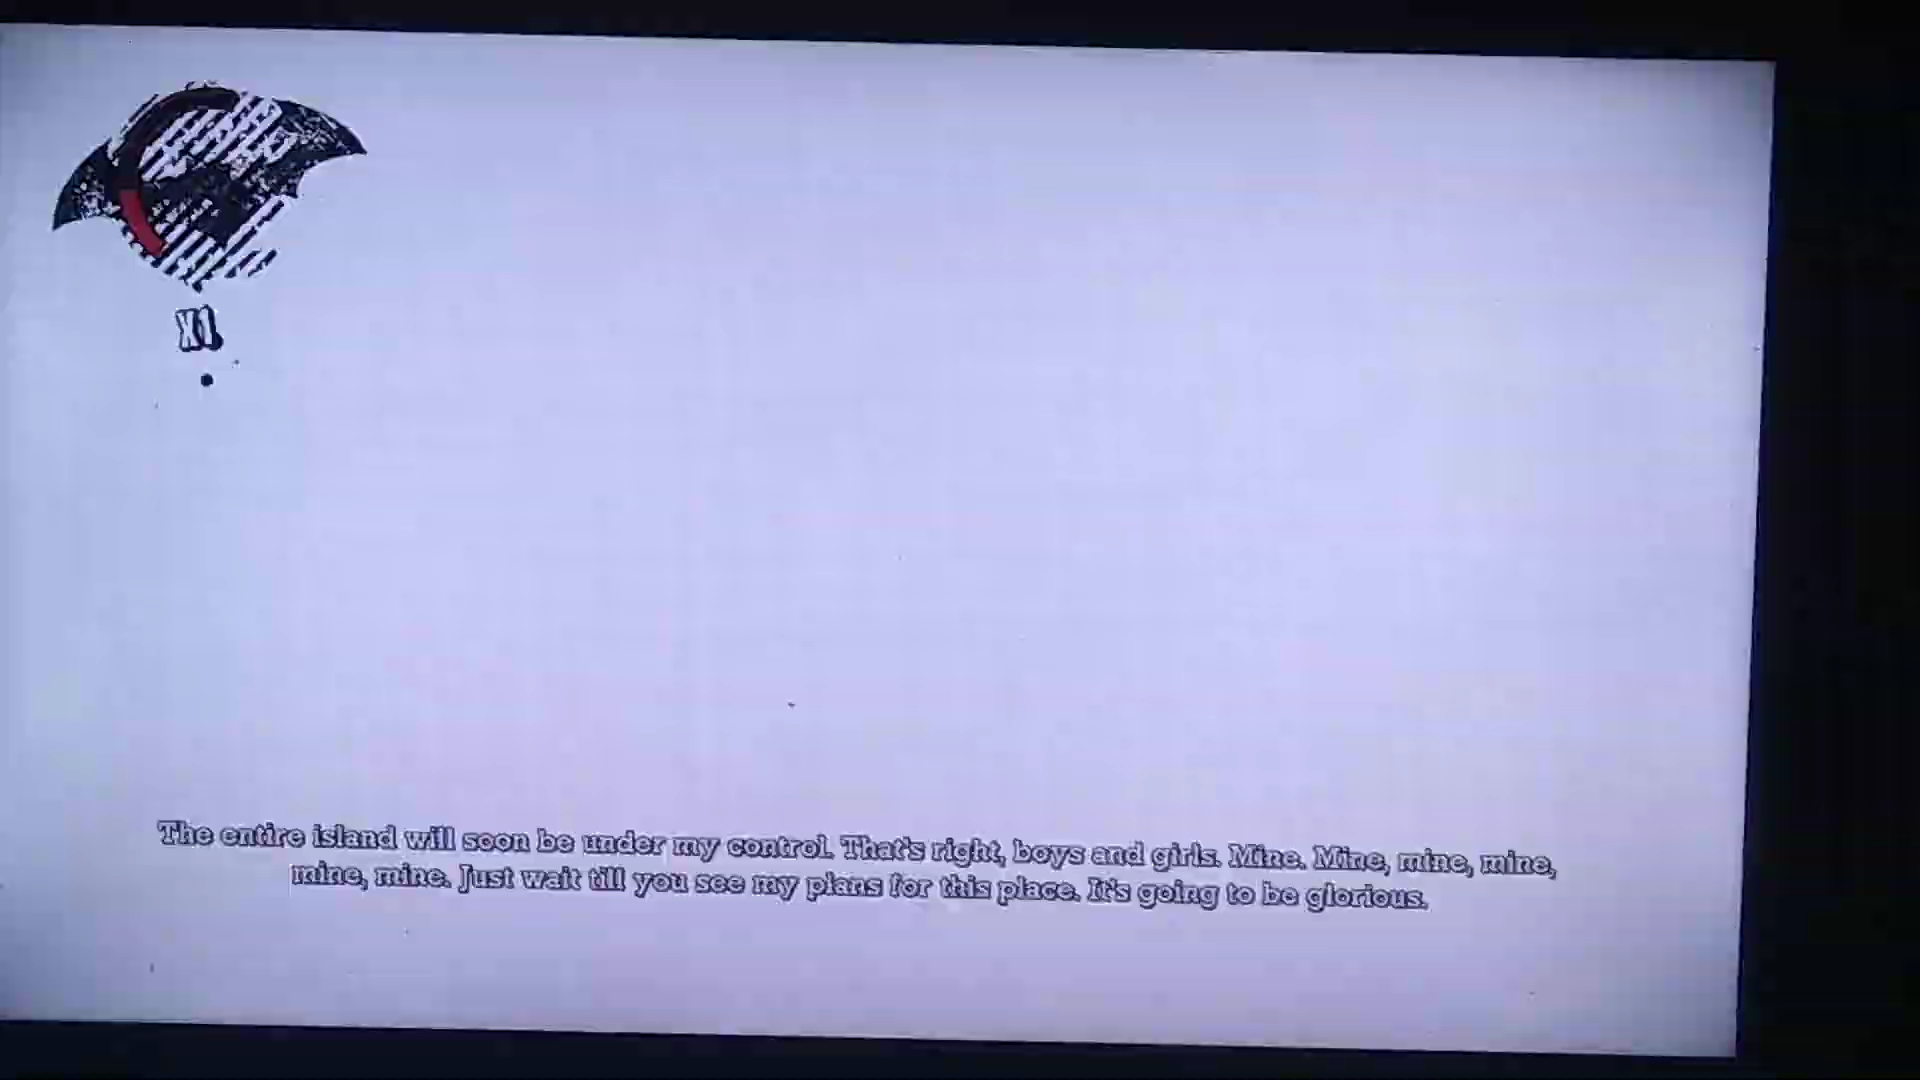 X1
The entire island will soon be under my control. That's right, boys and girls. Mine. Mine, mine, mine,
mine, mine. Just wait till you see my plans for this place. It's going to be glorious.